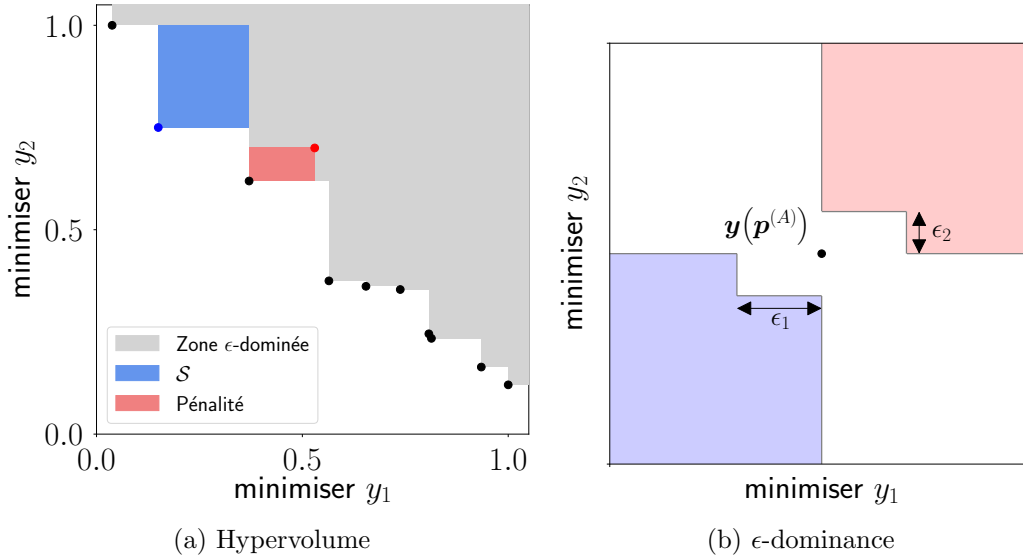 1.0
0.5
0.0
minimiser y₂
Zone ϵ-dominée
𝒮
Pénalité
0.0 0.5 1.0
minimiser y₁
(a) Hypervolume
minimiser y₂
y(p⁽ᴬ⁾)
ϵ₂
ϵ₁
minimiser y₁
(b) ϵ-dominance